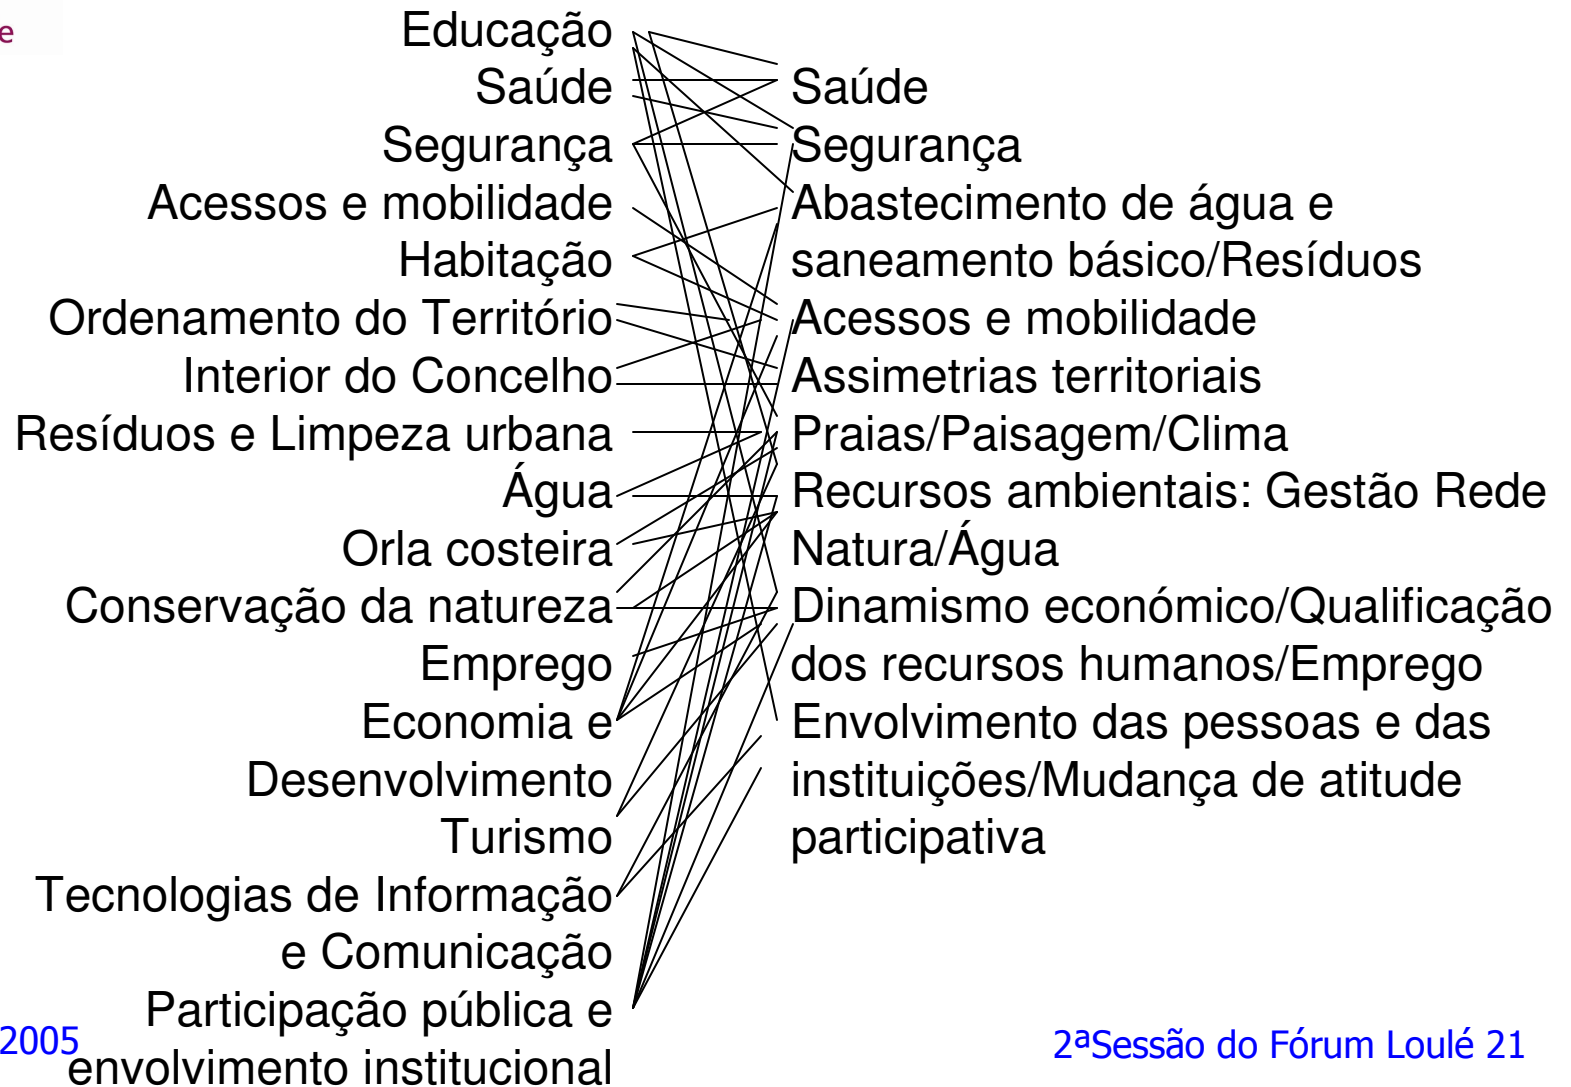 e
Educação
Saúde
Segurança
Acessos e mobilidade
Habitação
Ordenamento do Território
Interior do Concelho
Resíduos e Limpeza urbana
Água
Orla costeira
Conservação da natureza
Emprego
Economia e
Desenvolvimento
Turismo
Tecnologias de Informação
e Comunicação
Participação pública e
envolvimento institucional
Saúde
Segurança
Abastecimento de água e
saneamento básico/Resíduos
Acessos e mobilidade
Assimetrias territoriais
Praias/Paisagem/Clima
Recursos ambientais: Gestão Rede
Natura/Água
Dinamismo económico/Qualificação
dos recursos humanos/Emprego
Envolvimento das pessoas e das
instituições/Mudança de atitude
participativa
2005
2ªSessão do Fórum Loulé 21